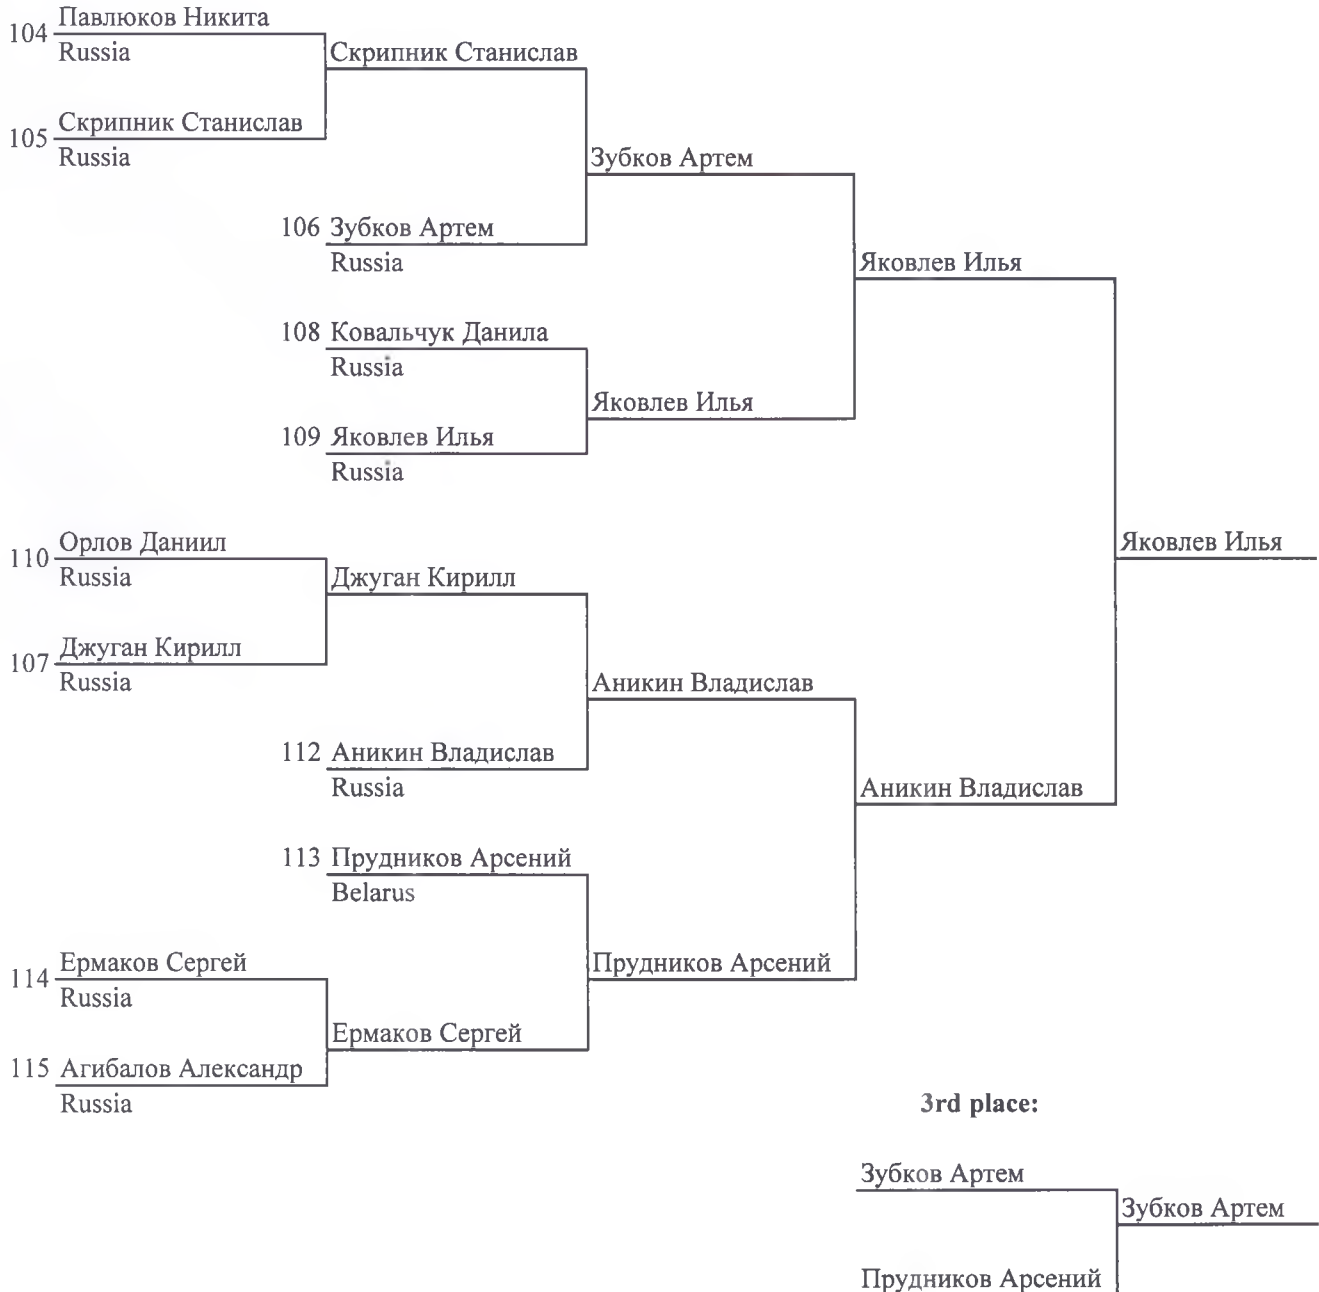 Павлюков Никита
104
Russia
Скрипник Станислав
Скрипник Станислав
105
Russia
Зубков Артем
106 Зубков Артем
Russia
Яковлев Илья
108 Ковальчук Данила
Russia
Яковлев Илья
109 Яковлев Илья
Russia
Орлов Даниил
110
Russia
Джуган Кирилл
Яковлев Илья
Джуган Кирилл
107
Russia
Аникин Владислав
112 Аникин Владислав
Russia
Аникин Владислав
113 Прудников Арсений
Belarus
Ермаков Сергей
114
Russia
Прудников Арсений
Ермаков Сергей
115 Агибалов Александр
Russia
3rd place:
Зубков Артем
Зубков Артем
Прудников Арсений